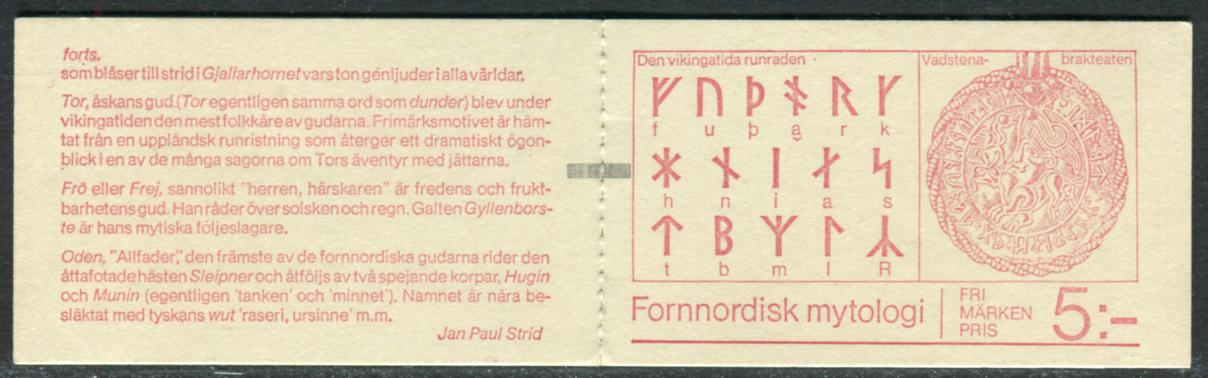 forts.
som blåser till strid i Gjallarhornet vars ton genljuder i alla världar.
Tor, åskans gud. (Tor egentligen samma ord som dunder) blev under
vikingatiden den mest folkkäre av gudarna. Frimärksmotivet är häm-
tat från en uppländsk runristning som återger ett dramatiskt ögon-
blick i en av de många sagorna om Tors äventyr med jättarna.
Frö eller Frej, sannolikt "herren, härskaren" är fredens och frukt-
barhetens gud. Han råder över solsken och regn. Galten Gyllenbors-
te är hans mytiska följeslagare.
Oden, "Allfader," den främste av de fornnordiska gudarna rider den
åttafotade hästen Sleipner och åtföljs av två spejande korpar, Hugin
och Munin (egentligen 'tanken' och 'minnet'). Namnet är nära be-
släktat med tyskans wut 'raseri, ursinne' m.m.
Jan Paul Strid
Den vikingatida runraden
ᚠ ᚢ ᚦ ᚬ ᚱ ᚴ
f u þ ą r k
ᚼ ᚾ ᛁ ᛅ ᛋ
h n i a s
ᛏ ᛒ ᛘ ᛚ ᛣ
t b m l R
Vadstena-brakteaten
Fornnordisk mytologi
FRI
MÄRKEN
PRIS
5:-